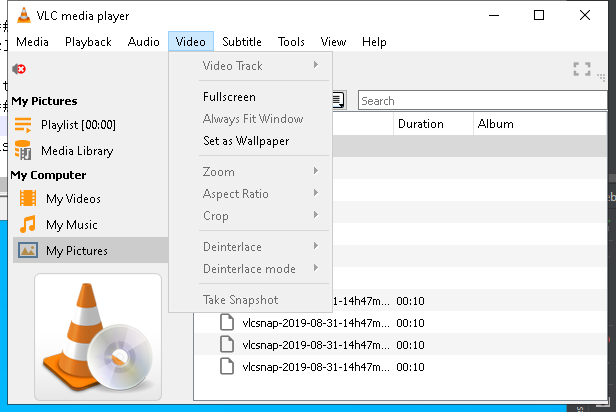 VLC media player
Media Playback Audio Video Subtitle Tools View Help
Video Track
My Pictures
Fullscreen
Search
Playlist [00:00]
Always Fit Window
Duration Album
Media Library
Set as Wallpaper
My Computer
Zoom
My Videos
Aspect Ratio
My Music
Crop
My Pictures
Deinterlace
Deinterlace mode
Take Snapshot
-31-14h47m... 00:10
vlcsnap-2019-08-31-14h47m... 00:10
vlcsnap-2019-08-31-14h47m... 00:10
vlcsnap-2019-08-31-14h47m... 00:10